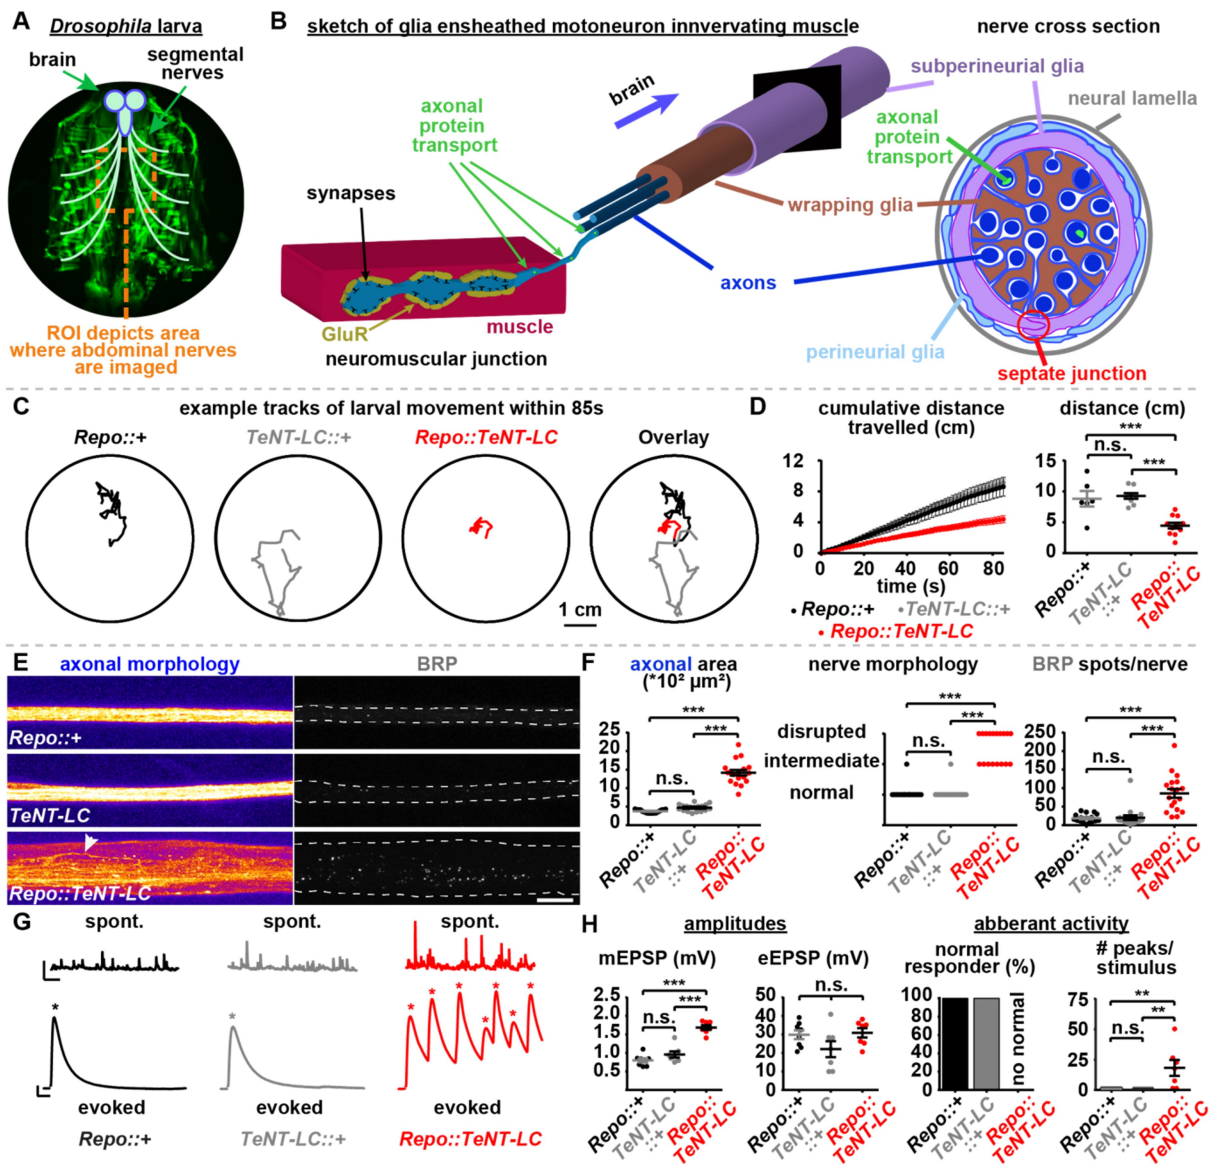 A
Drosophila larva
brain
segmental
nerves
ROI depicts area
where abdominal nerves
are imaged
B
sketch of glia ensheathed motoneuron innvervating muscle
nerve cross section
brain
axonal
protein
transport
synapses
GluR
muscle
neuromuscular junction
subperineurial glia
neural lamella
axonal
protein
transport
wrapping glia
axons
perineurial glia
septate junction
C
example tracks of larval movement within 85s
Repo::+
TeNT-LC::+
Repo::TeNT-LC
Overlay
1 cm
D
cumulative distance
travelled (cm)
12
8
4
0
0 20 40 60 80
time (s)
Repo::+
TeNT-LC::+
Repo::TeNT-LC
distance (cm)
***
n.s.
***
15
10
5
0
Repo::+
TeNT-LC
::+
Repo::
TeNT-LC
E
axonal morphology
BRP
Repo::+
TeNT-LC
Repo::TeNT-LC
F
axonal area
(*10² µm²)
***
***
n.s.
25
20
15
10
5
0
Repo::+
TeNT-LC
::+
Repo::
TeNT-LC
nerve morphology
***
***
n.s.
disrupted
intermediate
normal
Repo::+
TeNT-LC
::+
Repo::
TeNT-LC
BRP spots/nerve
***
***
n.s.
250
200
150
100
50
0
Repo::+
TeNT-LC
::+
Repo::
TeNT-LC
G
spont.
spont.
spont.
*
*
* * * * * *
evoked
evoked
evoked
Repo::+
TeNT-LC::+
Repo::TeNT-LC
H
amplitudes
mEPSP (mV)
***
***
n.s.
2.5
2.0
1.5
1.0
0.5
Repo::+
TeNT-LC
::+
Repo::
TeNT-LC
eEPSP (mV)
n.s.
50
40
30
20
10
0
Repo::+
TeNT-LC
::+
Repo::
TeNT-LC
abberant activity
normal
responder (%)
100
80
60
40
20
0
no normal
Repo::+
TeNT-LC
::+
Repo::
TeNT-LC
# peaks/
stimulus
**
**
n.s.
75
50
25
0
Repo::+
TeNT-LC
::+
Repo::
TeNT-LC